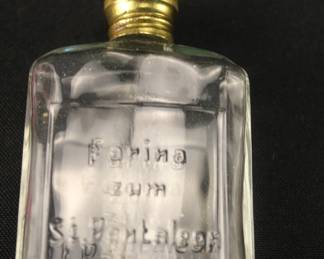 Farina
zum
St. Pantaleon